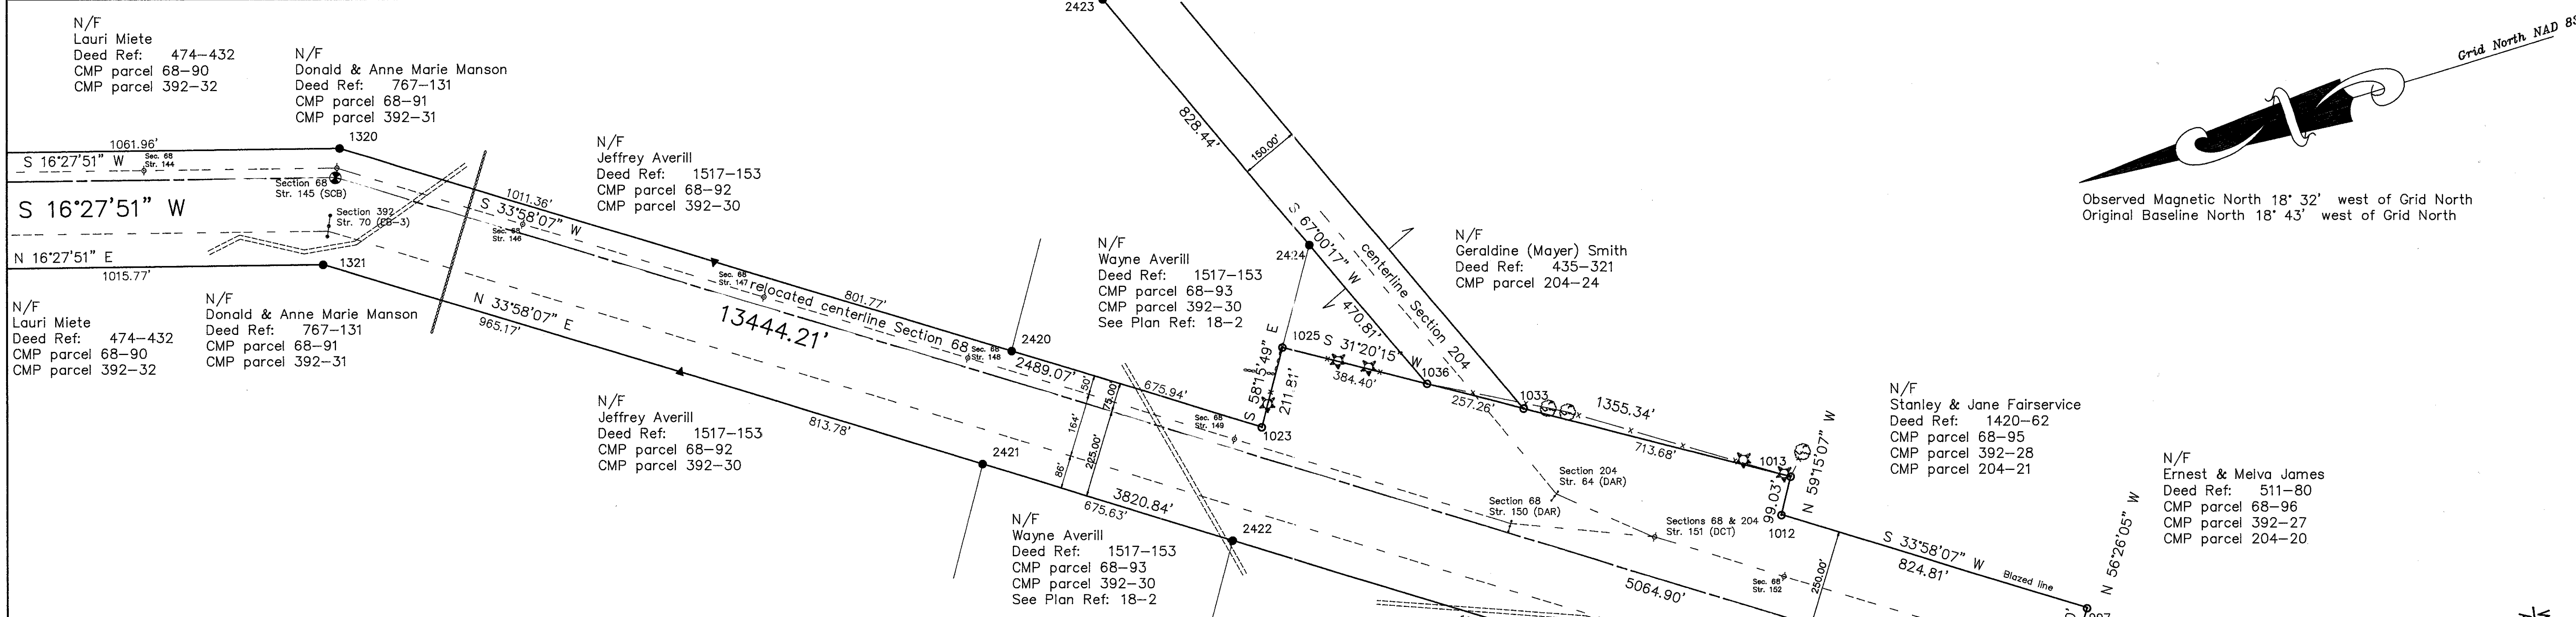 N/F
Lauri Miete
Deed Ref: 474-432
CMP parcel 68-90
CMP parcel 392-32
N/F
Donald & Anne Marie Manson
Deed Ref: 767-131
CMP parcel 68-91
CMP parcel 392-31
1320
1061.96'
S 16°27'51" W
Sec. 68
Str. 144
Section 68
Str. 145 (SCB)
S 16°27'51" W
Section 392
Str. 70 (EB-3)
N 16°27'51" E
1015.77'
1321
N/F
Lauri Miete
Deed Ref: 474-432
CMP parcel 68-90
CMP parcel 392-32
N/F
Donald & Anne Marie Manson
Deed Ref: 767-131
CMP parcel 68-91
CMP parcel 392-31
N/F
Jeffrey Averill
Deed Ref: 1517-153
CMP parcel 68-92
CMP parcel 392-30
1011.36'
S 33°58'07" W
Sec. 68
Str. 146
N 33°58'07" E
965.17'
Sec. 68
Str. 147
relocated centerline Section 68
801.77'
13444.21'
Sec. 68
Str. 148
2420
2489.07'
813.78'
2421
N/F
Jeffrey Averill
Deed Ref: 1517-153
CMP parcel 68-92
CMP parcel 392-30
50'
75.00'
164'
225.00'
86'
675.94'
3820.84'
675.63'
2422
N/F
Wayne Averill
Deed Ref: 1517-153
CMP parcel 68-93
CMP parcel 392-30
See Plan Ref: 18-2
N/F
Wayne Averill
Deed Ref: 1517-153
CMP parcel 68-93
CMP parcel 392-30
See Plan Ref: 18-2
2423
828.44'
150.00'
S 67°00'17" W
2424
470.81'
centerline Section 204
N/F
Geraldine (Mayer) Smith
Deed Ref: 435-321
CMP parcel 204-24
1025
S 31°20'15" W
384.40'
1036
S 58°15'49" E
211.81'
1023
Sec. 68
Str. 149
257.26'
1033
1355.34'
713.68'
1013
N 59°15'07" W
99.03'
1012
Section 204
Str. 64 (DAR)
Section 68
Str. 150 (DAR)
Sections 68 & 204
Str. 151 (DCT)
Sec. 68
Str. 152
5064.90'
250.00'
S 33°58'07" W
824.81'
Blazed line
N 56°26'05" W
N/F
Stanley & Jane Fairservice
Deed Ref: 1420-62
CMP parcel 68-95
CMP parcel 392-28
CMP parcel 204-21
N/F
Ernest & Melva James
Deed Ref: 511-80
CMP parcel 68-96
CMP parcel 392-27
CMP parcel 204-20
Grid North NAD
Observed Magnetic North 18° 32' west of Grid North
Original Baseline North 18° 43' west of Grid North